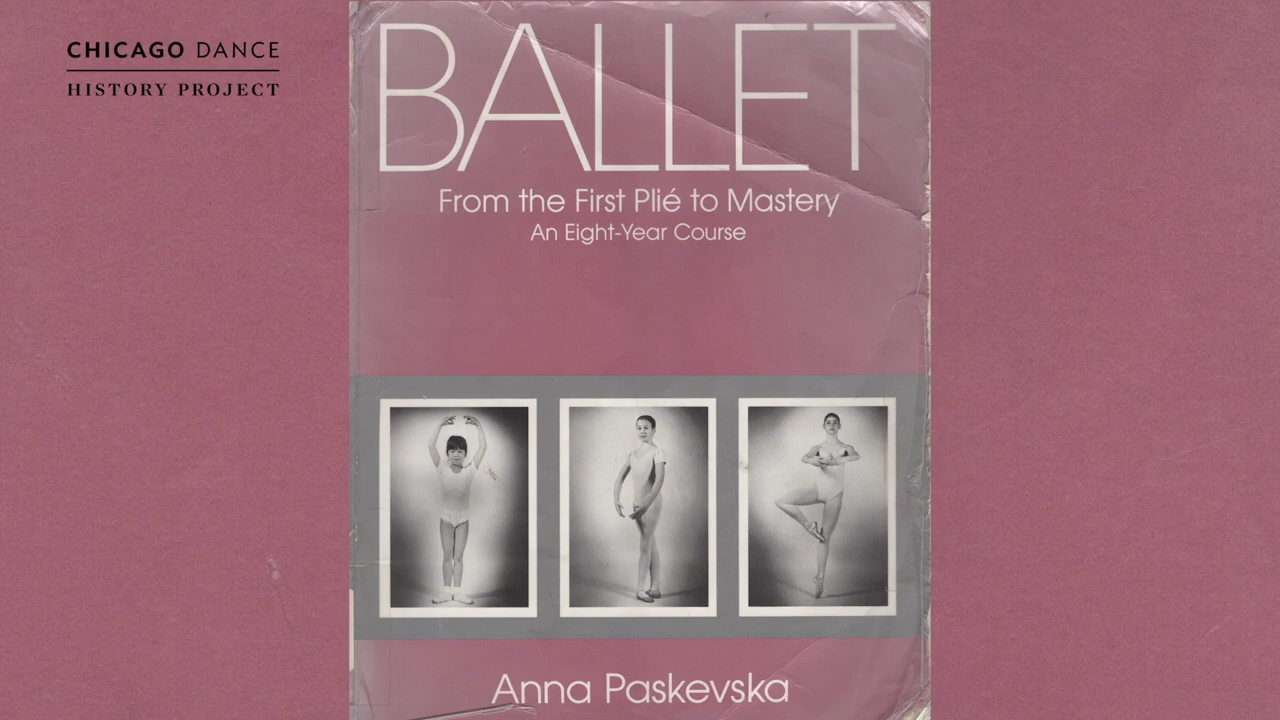 CHICAGO DANCE
HISTORY PROJECT
BALLET
From the First Plié to Mastery
An Eight-Year Course
Anna Paskevska